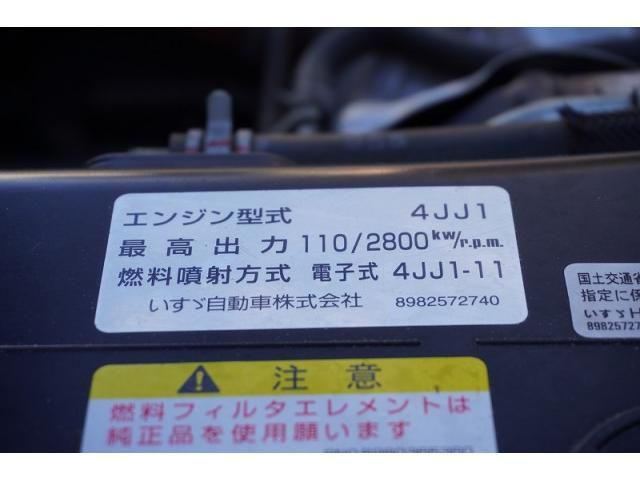 エンジン型式 4JJ1
最高出力 110/2800kW/r.p.m.
燃料噴射方式 電子式 4JJ1-11
いすゞ自動車株式会社 8982572740
国土交通省
指定に係
いすゞH
89825727
注意
燃料フィルタエレメントは
純正品を使用願います